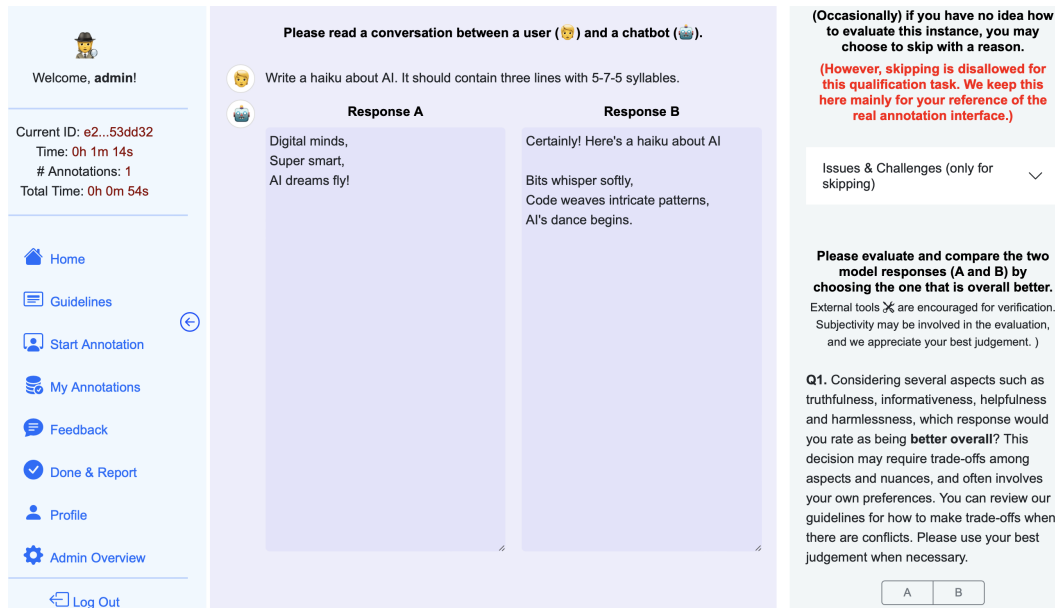 Welcome, admin!
Current ID: e2...53dd32
Time: 0h 1m 14s
# Annotations: 1
Total Time: 0h 0m 54s
Home
Guidelines
Start Annotation
My Annotations
Feedback
Done & Report
Profile
Admin Overview
Log Out
Please read a conversation between a user (🧑) and a chatbot (🤖).
Write a haiku about AI. It should contain three lines with 5-7-5 syllables.
Response A
Digital minds,
Super smart,
AI dreams fly!
Response B
Certainly! Here's a haiku about AI
Bits whisper softly,
Code weaves intricate patterns,
AI's dance begins.
(Occasionally) if you have no idea how
to evaluate this instance, you may
choose to skip with a reason.
(However, skipping is disallowed for
this qualification task. We keep this
here mainly for your reference of the
real annotation interface.)
Issues & Challenges (only for
skipping)
Please evaluate and compare the two
model responses (A and B) by
choosing the one that is overall better.
External tools 🛠 are encouraged for verification.
Subjectivity may be involved in the evaluation,
and we appreciate your best judgement. )
Q1. Considering several aspects such as
truthfulness, informativeness, helpfulness
and harmlessness, which response would
you rate as being better overall? This
decision may require trade-offs among
aspects and nuances, and often involves
your own preferences. You can review our
guidelines for how to make trade-offs when
there are conflicts. Please use your best
judgement when necessary.
A B